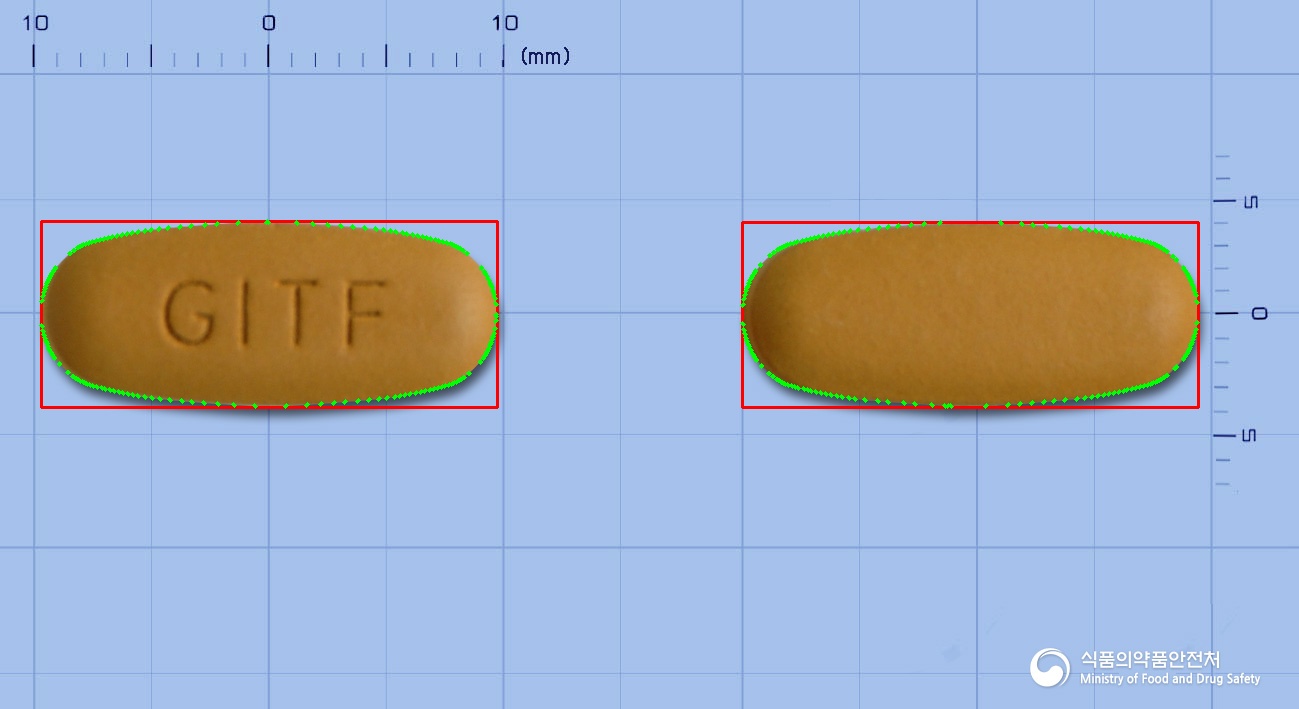 10 0 10
(mm)
GITF
5
0
5
식품의약품안전처
Ministry of Food and Drug Safety